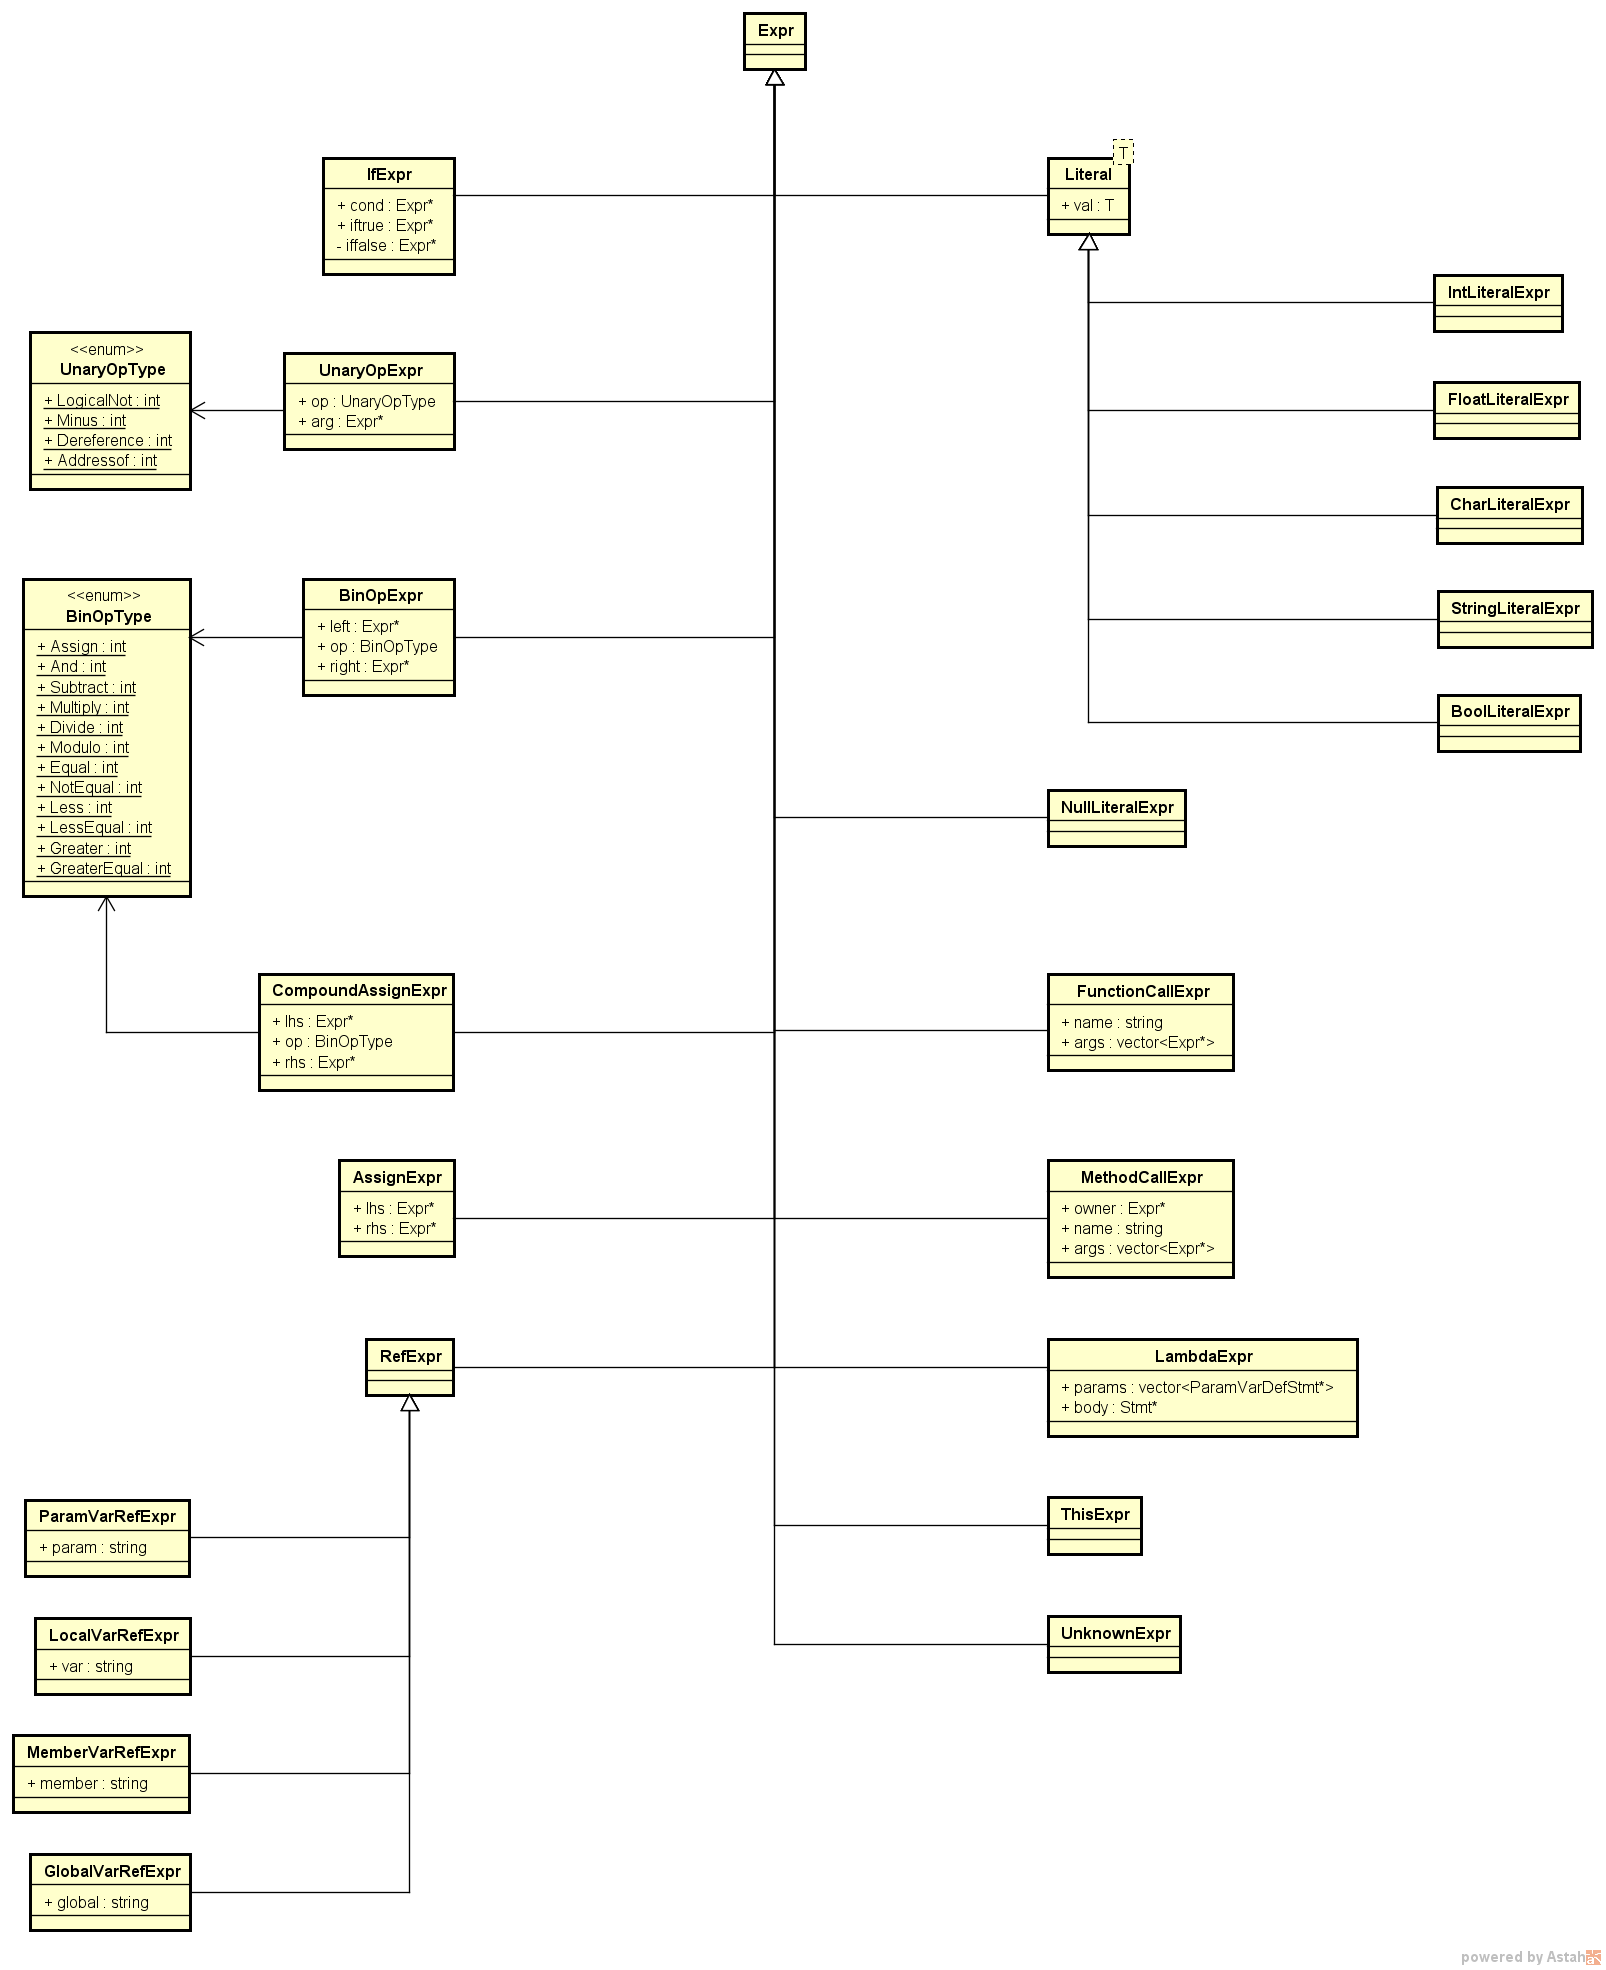 Expr
IfExpr
+ cond : Expr*
+ iftrue : Expr*
- iffalse : Expr*
T
Literal
+ val : T
IntLiteralExpr
<<enum>>
UnaryOpType
+ LogicalNot : int
+ Minus : int
+ Dereference : int
+ Addressof : int
UnaryOpExpr
+ op : UnaryOpType
+ arg : Expr*
FloatLiteralExpr
CharLiteralExpr
<<enum>>
BinOpType
+ Assign : int
+ And : int
+ Subtract : int
+ Multiply : int
+ Divide : int
+ Modulo : int
+ Equal : int
+ NotEqual : int
+ Less : int
+ LessEqual : int
+ Greater : int
+ GreaterEqual : int
BinOpExpr
+ left : Expr*
+ op : BinOpType
+ right : Expr*
StringLiteralExpr
BoolLiteralExpr
NullLiteralExpr
CompoundAssignExpr
+ lhs : Expr*
+ op : BinOpType
+ rhs : Expr*
FunctionCallExpr
+ name : string
+ args : vector<Expr*>
AssignExpr
+ lhs : Expr*
+ rhs : Expr*
MethodCallExpr
+ owner : Expr*
+ name : string
+ args : vector<Expr*>
RefExpr
LambdaExpr
+ params : vector<ParamVarDefStmt*>
+ body : Stmt*
ParamVarRefExpr
+ param : string
ThisExpr
LocalVarRefExpr
+ var : string
UnknownExpr
MemberVarRefExpr
+ member : string
GlobalVarRefExpr
+ global : string
powered by Astah